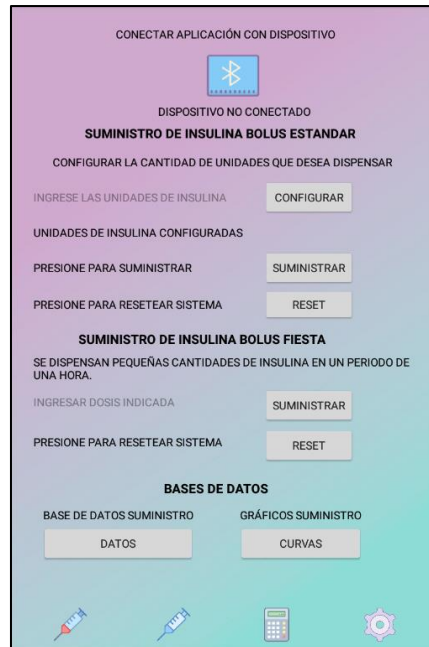 CONECTAR APLICACIÓN CON DISPOSITIVO
DISPOSITIVO NO CONECTADO
SUMINISTRO DE INSULINA BOLUS ESTANDAR
CONFIGURAR LA CANTIDAD DE UNIDADES QUE DESEA DISPENSAR
INGRESE LAS UNIDADES DE INSULINA CONFIGURAR
UNIDADES DE INSULINA CONFIGURADAS
PRESIONE PARA SUMINISTRAR SUMINISTRAR
PRESIONE PARA RESETEAR SISTEMA RESET
SUMINISTRO DE INSULINA BOLUS FIESTA
SE DISPENSAN PEQUEÑAS CANTIDADES DE INSULINA EN UN PERIODO DE
UNA HORA.
INGRESAR DOSIS INDICADA SUMINISTRAR
PRESIONE PARA RESETEAR SISTEMA RESET
BASES DE DATOS
BASE DE DATOS SUMINISTRO GRÁFICOS SUMINISTRO
DATOS CURVAS